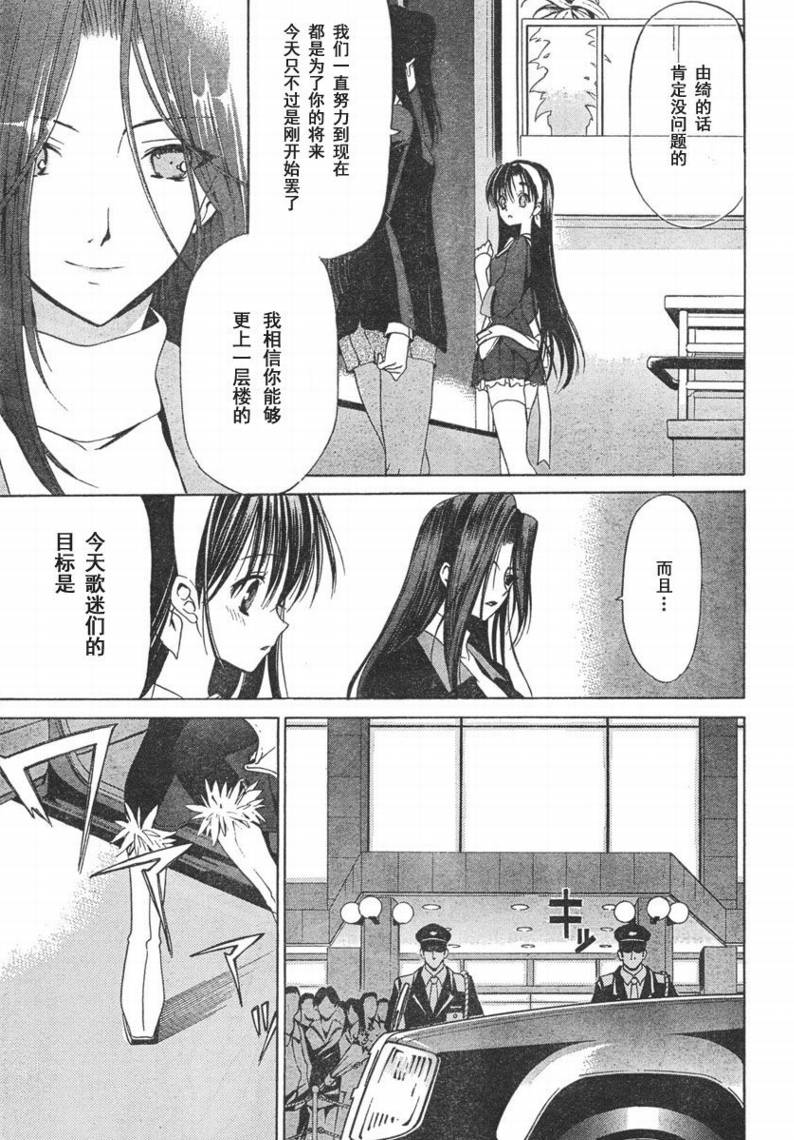 由绮的话
肯定没问题的
我们一直努力到现在
都是为了你的将来
今天只不过是刚开始罢了
我相信你能够
更上一层楼的
而且…
今天歌迷们的
目标是
キッ